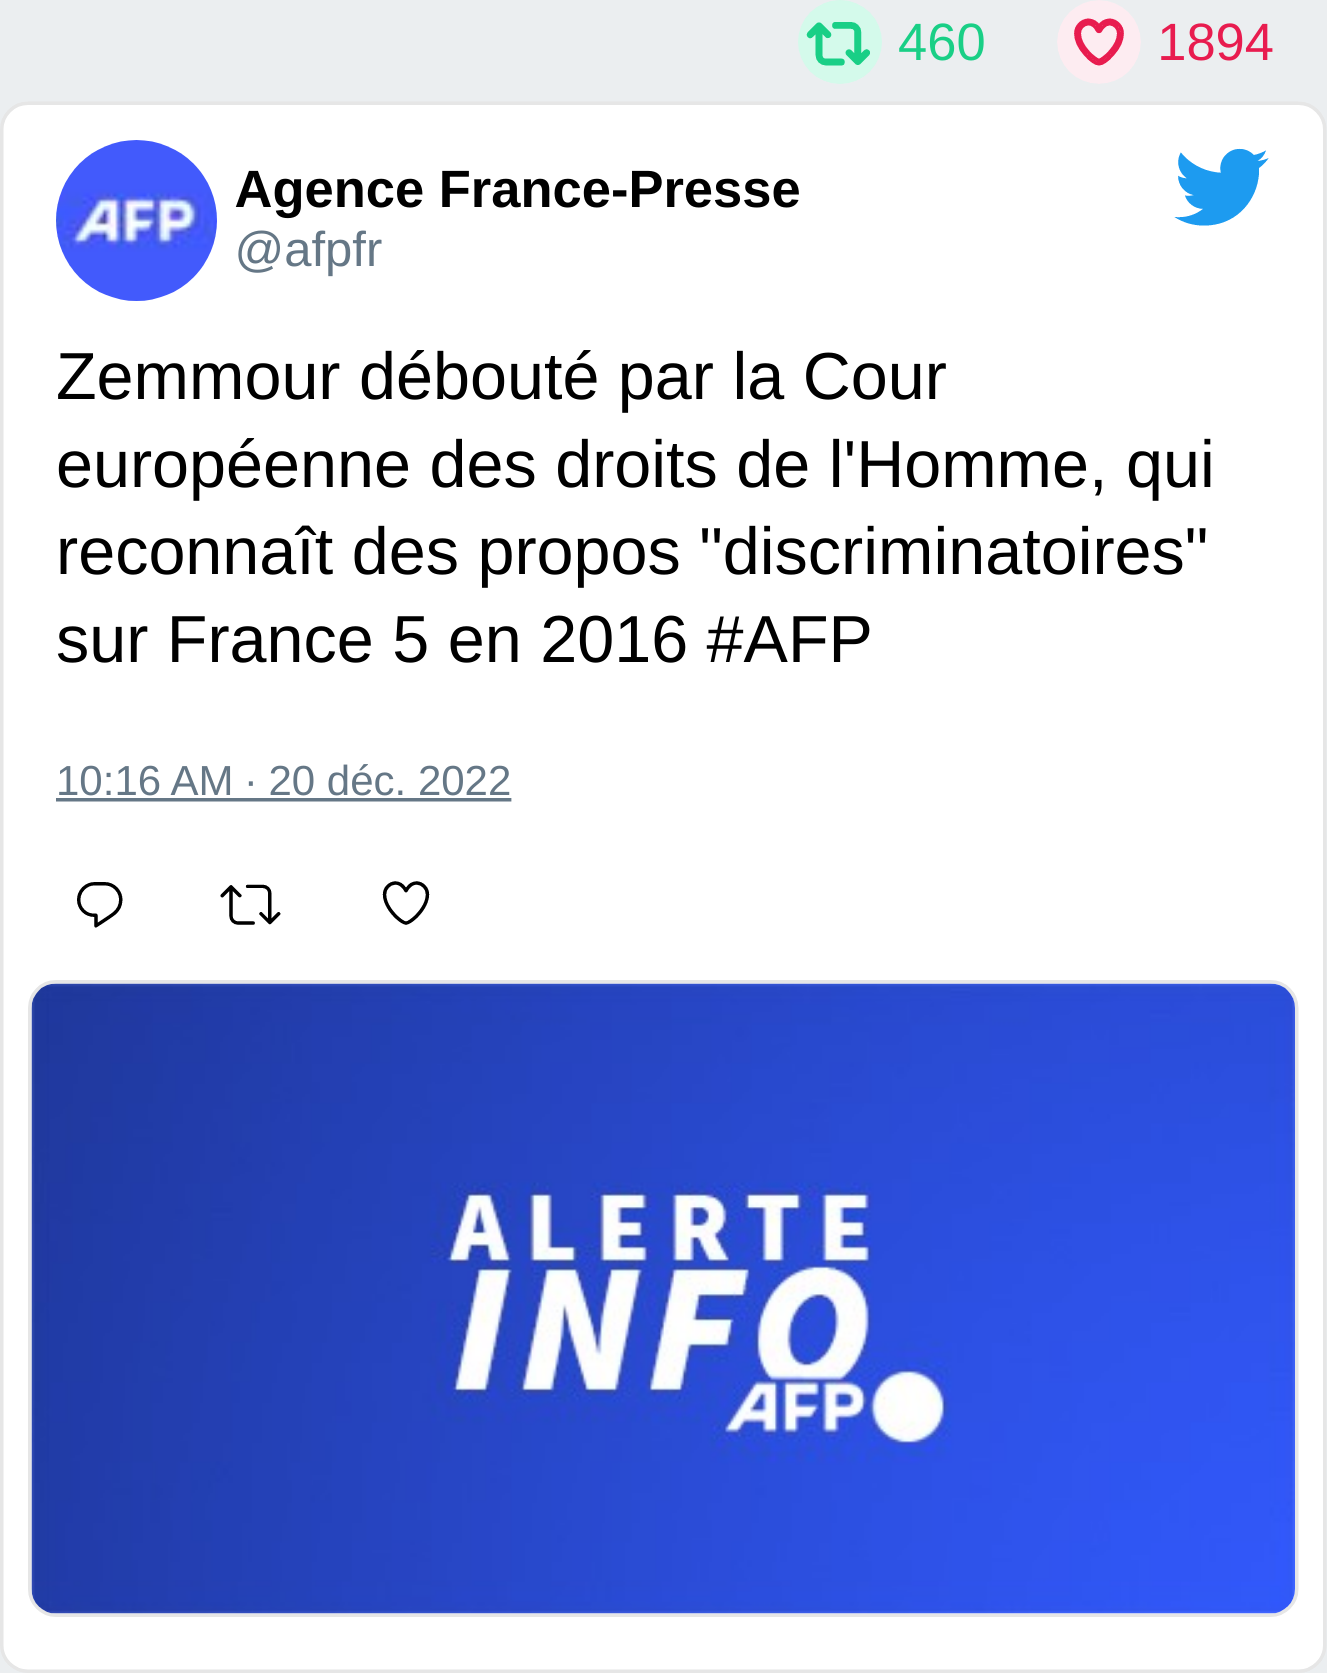 460 1894
AFP
Agence France-Presse
@afpfr
Zemmour débouté par la Cour
européenne des droits de l'Homme, qui
reconnaît des propos "discriminatoires"
sur France 5 en 2016 #AFP
10:16 AM · 20 déc. 2022
ALERTE
INFO
AFP